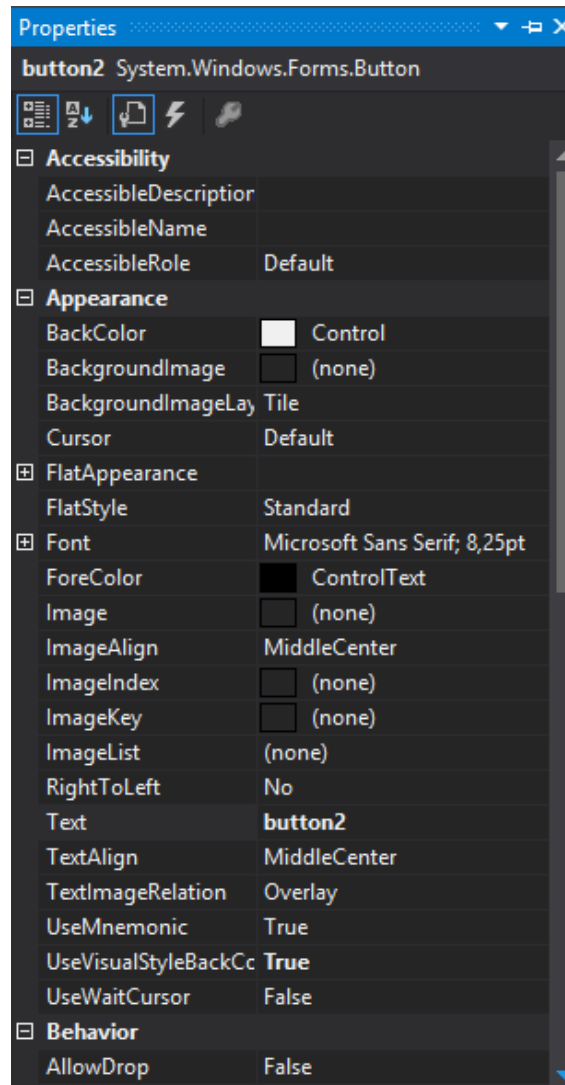 Properties
button2 System.Windows.Forms.Button
Accessibility
AccessibleDescription
AccessibleName
AccessibleRole Default
Appearance
BackColor Control
BackgroundImage (none)
BackgroundImageLay Tile
Cursor Default
FlatAppearance
FlatStyle Standard
Font Microsoft Sans Serif; 8,25pt
ForeColor ControlText
Image (none)
ImageAlign MiddleCenter
ImageIndex (none)
ImageKey (none)
ImageList (none)
RightToLeft No
Text button2
TextAlign MiddleCenter
TextImageRelation Overlay
UseMnemonic True
UseVisualStyleBackCo True
UseWaitCursor False
Behavior
AllowDrop False